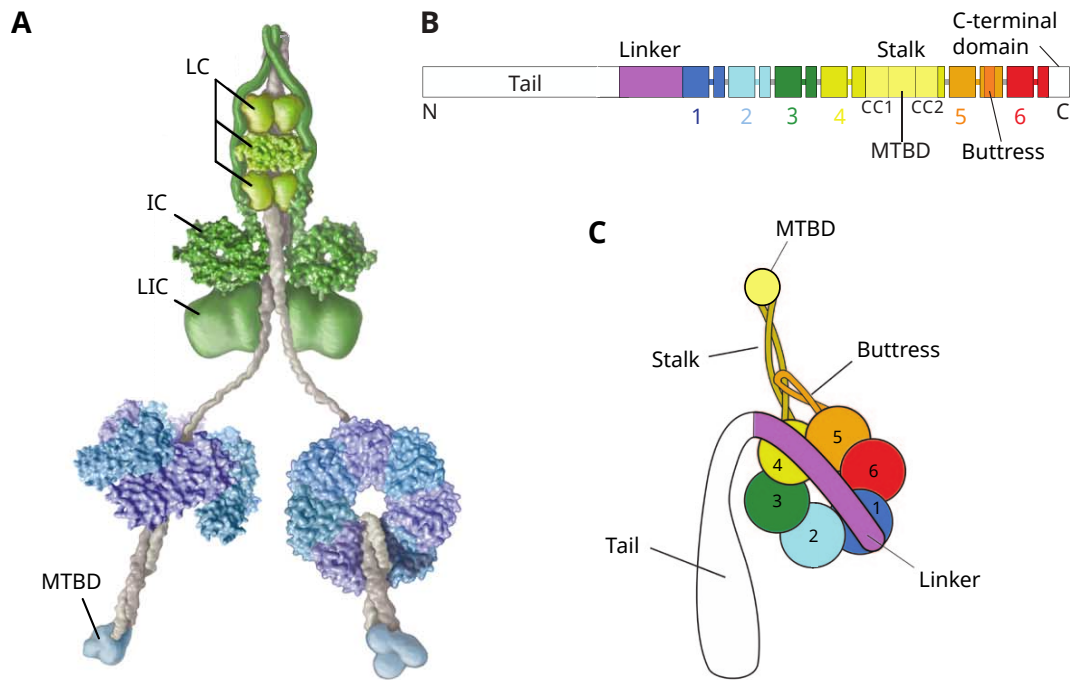 A
LC
IC
LIC
MTBD
B
Linker
Stalk
C-terminal
domain
Tail
N
1
2
3
4
CC1
CC2
5
6
C
MTBD
Buttress
C
MTBD
Stalk
Buttress
5
4
6
3
1
2
Tail
Linker